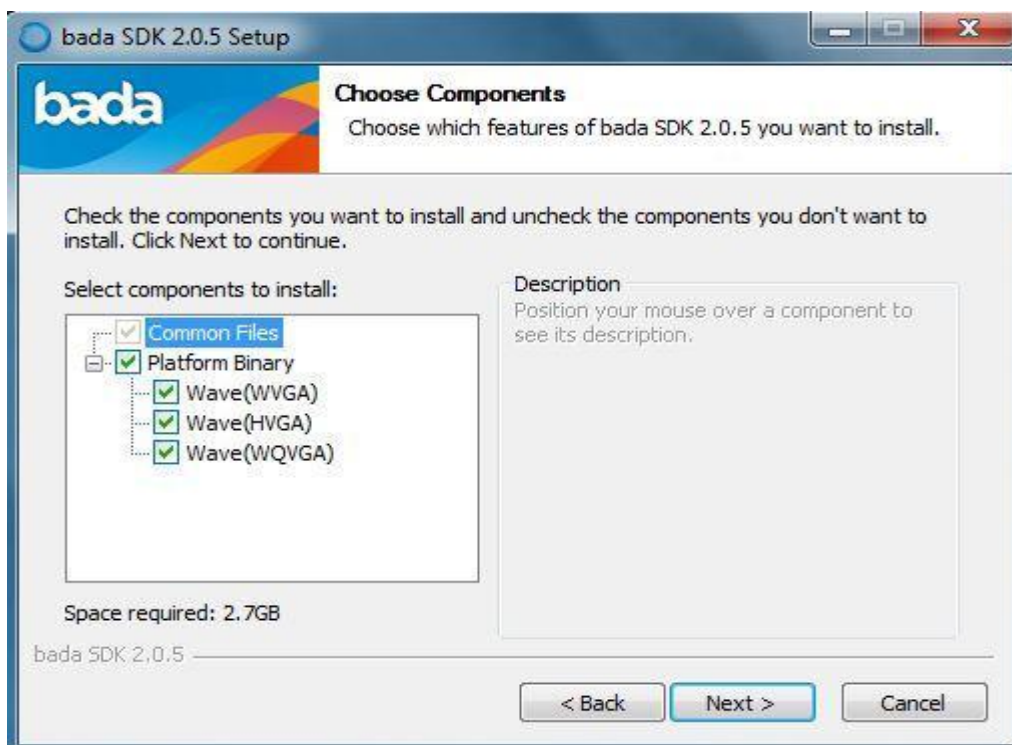 bada SDK 2.0.5 Setup
bada
Choose Components
Choose which features of bada SDK 2.0.5 you want to install.
Check the components you want to install and uncheck the components you don't want to
install. Click Next to continue.
Select components to install:
Common Files
Platform Binary
Wave(WVGA)
Wave(HVGA)
Wave(WQVGA)
Description
Position your mouse over a component to
see its description.
Space required: 2.7GB
bada SDK 2.0.5
< Back
Next >
Cancel